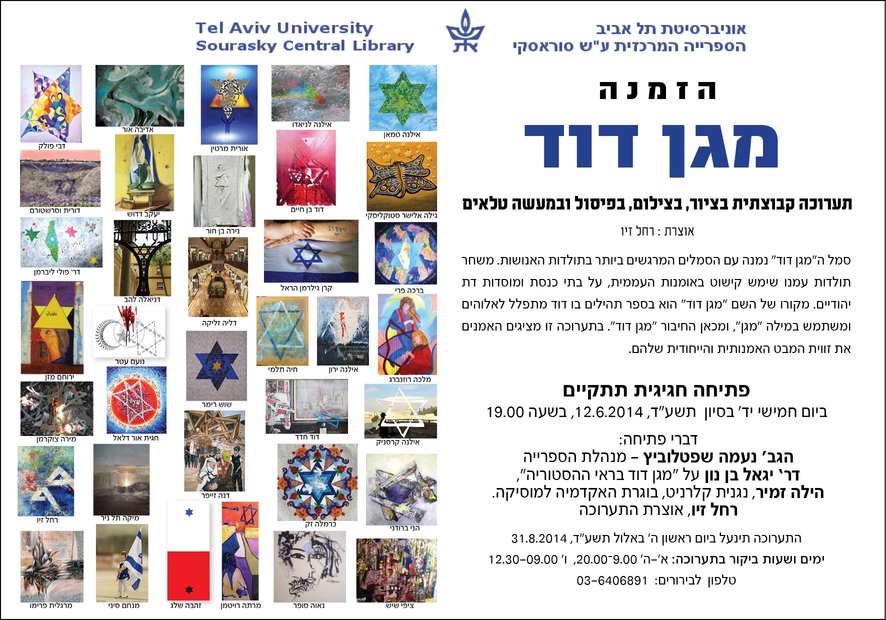 Tel Aviv University
Sourasky Central Library
אוניברסיטת תל אביב
הספרייה המרכזית ע"ש סוראסקי
הזמנה
מגן דוד
תערוכה קבוצתית בציור, בצילום, בפיסול ובמעשה טלאים
אוצרת : רחל זיו
סמל ה"מגן דוד" נמנה עם הסמלים המרגשים ביותר בתולדות האנושות. משחר
תולדות עמנו שימש קישוט באומנות העממית, על בתי כנסת ומוסדות דת
יהודיים. מקורו של השם "מגן דוד" הוא בספר תהילים בו דוד מתפלל לאלוהים
ומשתמש במילה "מגן", ומכאן החיבור "מגן דוד". בתערוכה זו מציגים האמנים
את זווית המבט האמנותית והייחודית שלהם.
פתיחה חגיגית תתקיים
ביום חמישי יד' בסיון תשע"ד, 12.6.2014, בשעה 19.00
דברי פתיחה:
הגב' נעמה שפטלוביץ – מנהלת הספרייה
דר' יגאל בן נון על "מגן דוד בראי ההסטוריה",
הילה זמיר, נגנית קלרניט, בוגרת האקדמיה למוסיקה.
רחל זיו, אוצרת התערוכה
התערוכה תינעל ביום ראשון ה' באלול תשע"ד, 31.8.2014
ימים ושעות ביקור בתערוכה: א'-ה' 9.00-20.00, ו' 09.00–12.30
טלפון לבירורים: 03-6406891
אילנה טמאן
אילנה לניאדו
אורית מרטין
אדיבה אור
דבי פולק
גילה אלישר סטוקליסקי
דוד בן חיים
נירה בן חור
יעקב דדוש
דורית וסרשטורם
ברכה פרי
קרן גילדמן הראל
דליה זליקה
דניאלה להב
דר' פולי ליברמן
מלכה רוזנברג
אילנה ירון
חיה תלמי
שוש רימר
נועם עטר
ירוחם מזן
אילנה קרסניק
דוד חדד
דנה זייפר
חגית אור דלאל
מירה צוקרמן
הני ברודני
כרמלה זק
מיקה תל ניר
רחל זיו
Jude
ציפי שיש
נאוה סופר
מרתה רויטמן
זהבה שלג
מנחם סיני
מרגלית פרימו